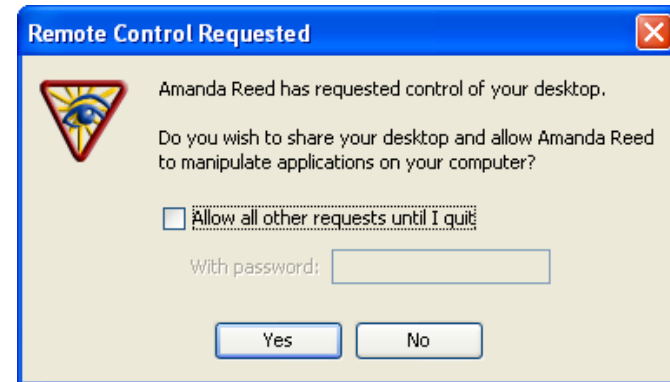 Remote Control Requested
Amanda Reed has requested control of your desktop.
Do you wish to share your desktop and allow Amanda Reed
to manipulate applications on your computer?
Allow all other requests until I quit
With password:
Yes No